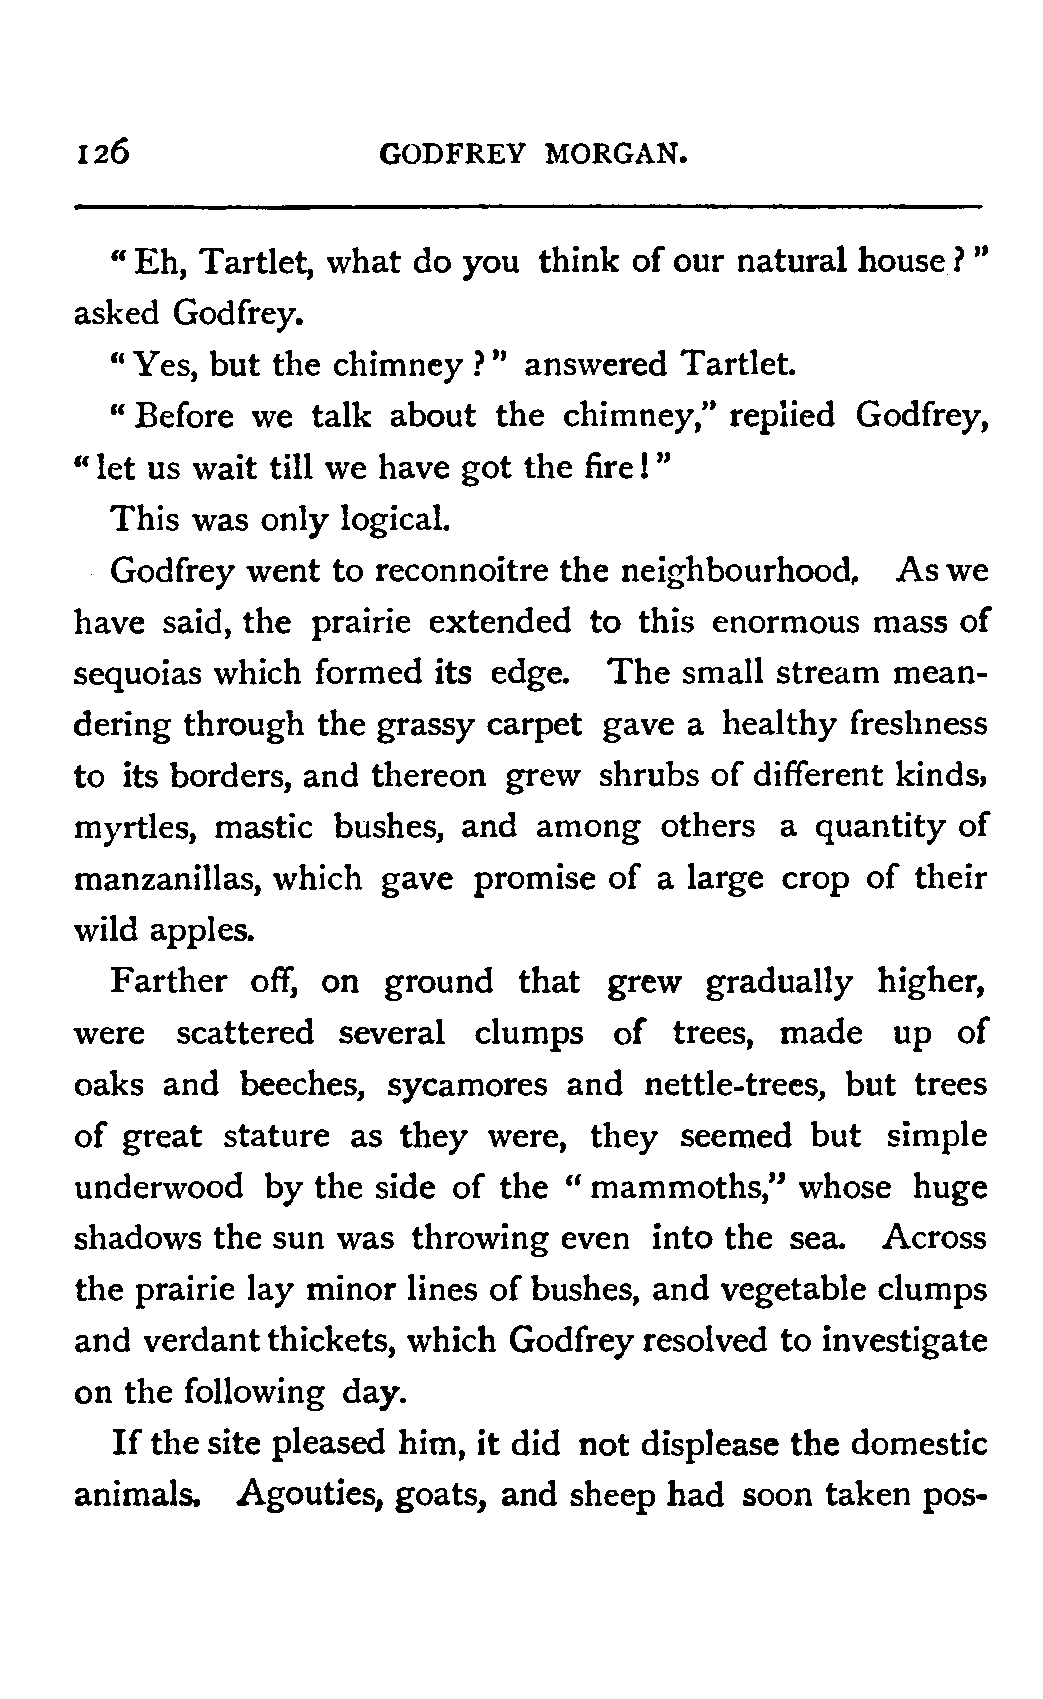 126 GODFREY MORGAN.
“Eh, Tartlet, what do you think of our natural house?”
asked Godfrey.
“Yes, but the chimney?” answered Tartlet.
“Before we talk about the chimney,” replied Godfrey,
“let us wait till we have got the fire!”
This was only logical.
Godfrey went to reconnoitre the neighbourhood. As we
have said, the prairie extended to this enormous mass of
sequoias which formed its edge. The small stream mean-
dering through the grassy carpet gave a healthy freshness
to its borders, and thereon grew shrubs of different kinds,
myrtles, mastic bushes, and among others a quantity of
manzanillas, which gave promise of a large crop of their
wild apples.
Farther off, on ground that grew gradually higher,
were scattered several clumps of trees, made up of
oaks and beeches, sycamores and nettle-trees, but trees
of great stature as they were, they seemed but simple
underwood by the side of the “mammoths,” whose huge
shadows the sun was throwing even into the sea. Across
the prairie lay minor lines of bushes, and vegetable clumps
and verdant thickets, which Godfrey resolved to investigate
on the following day.
If the site pleased him, it did not displease the domestic
animals. Agouties, goats, and sheep had soon taken pos-